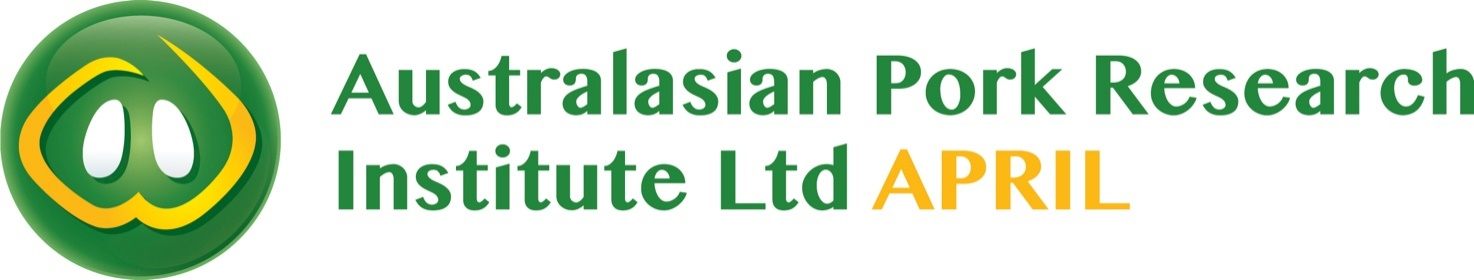 Australasian Pork Research
Institute Ltd APRIL